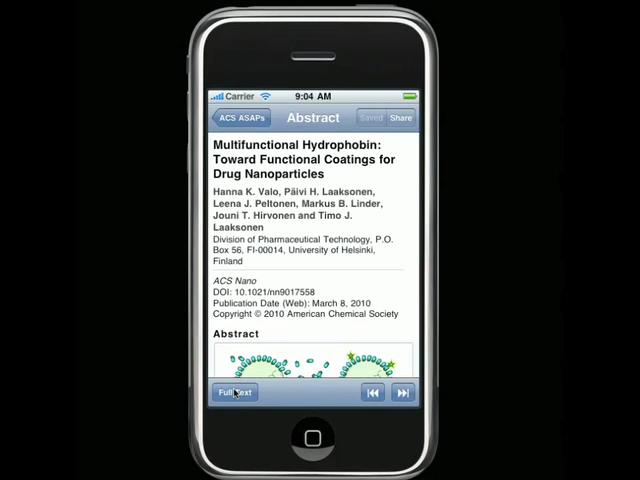 Carrier 9:04 AM
ACS ASAPs Abstract Saved Share
Multifunctional Hydrophobin:
Toward Functional Coatings for
Drug Nanoparticles
Hanna K. Valo, Päivi H. Laaksonen,
Leena J. Peltonen, Markus B. Linder,
Jouni T. Hirvonen and Timo J.
Laaksonen
Division of Pharmaceutical Technology, P.O.
Box 56, FI-00014, University of Helsinki,
Finland
ACS Nano
DOI: 10.1021/nn9017558
Publication Date (Web): March 8, 2010
Copyright © 2010 American Chemical Society
Abstract
Full Text